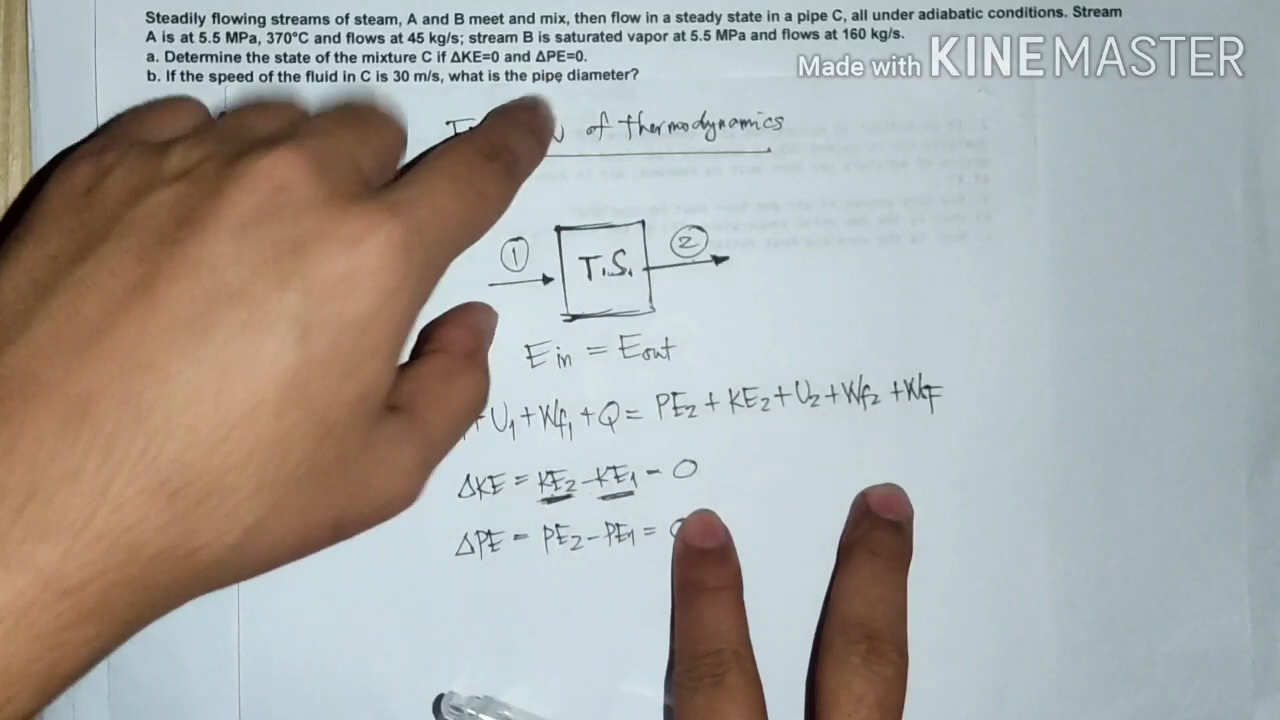 Steadily flowing streams of steam, A and B meet and mix, then flow in a steady state in a pipe C, all under adiabatic conditions. Stream
A is at 5.5 MPa, 370°C and flows at 45 kg/s; stream B is saturated vapor at 5.5 MPa and flows at 160 kg/s.
a. Determine the state of the mixture C if ΔKE=0 and ΔPE=0.
b. If the speed of the fluid in C is 30 m/s, what is the pipe diameter?
Made with KINEMASTER
of thermodynamics
1 T.S. 2
Ein = Eout
+ U1 + Wf1 + Q = PE2 + KE2 + U2 + Wf2 +
ΔKE = KE2 - KE1 = 0
ΔPE = PE2 - PE1 =